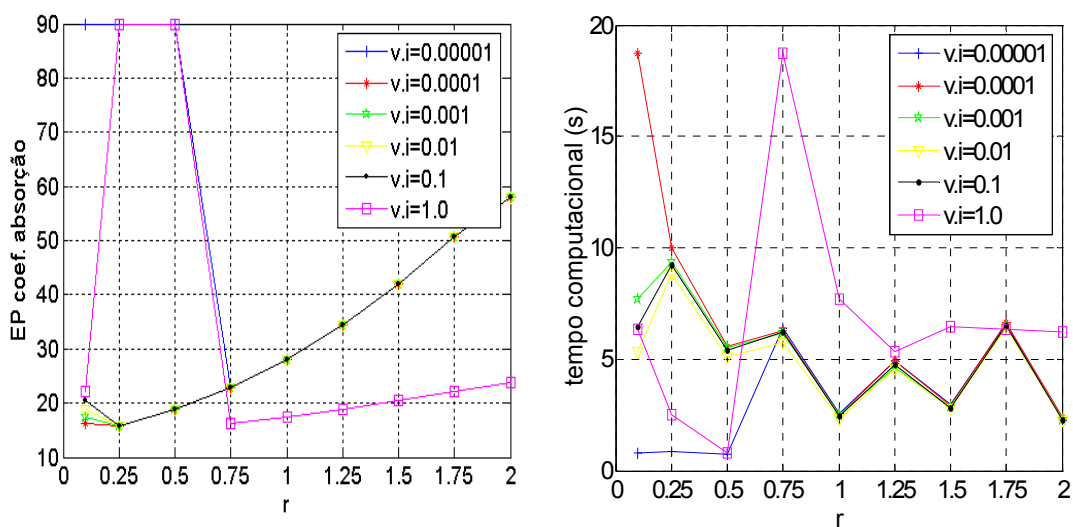 90
80
70
60
50
40
30
20
10
EP coef. absorção
0
0.25
0.5
0.75
1
1.25
1.5
1.75
2
r
v.i=0.00001
v.i=0.0001
v.i=0.001
v.i=0.01
v.i=0.1
v.i=1.0
20
15
10
5
0
tempo computacional (s)
0
0.25
0.5
0.75
1
1.25
1.5
1.75
2
r
v.i=0.00001
v.i=0.0001
v.i=0.001
v.i=0.01
v.i=0.1
v.i=1.0